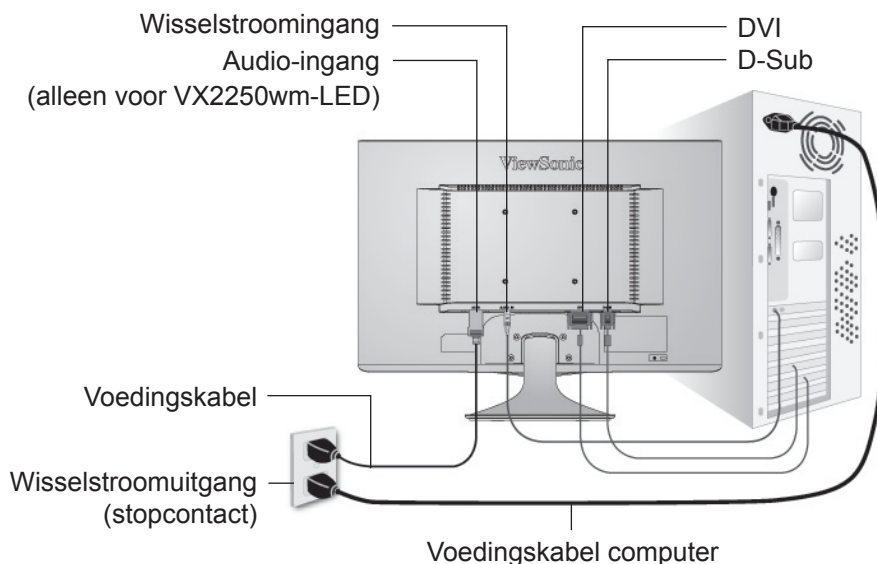 Wisselstroomingang
Audio-ingang
(alleen voor VX2250wm-LED)
DVI
D-Sub
ViewSonic
Voedingskabel
Wisselstroomuitgang
(stopcontact)
Voedingskabel computer